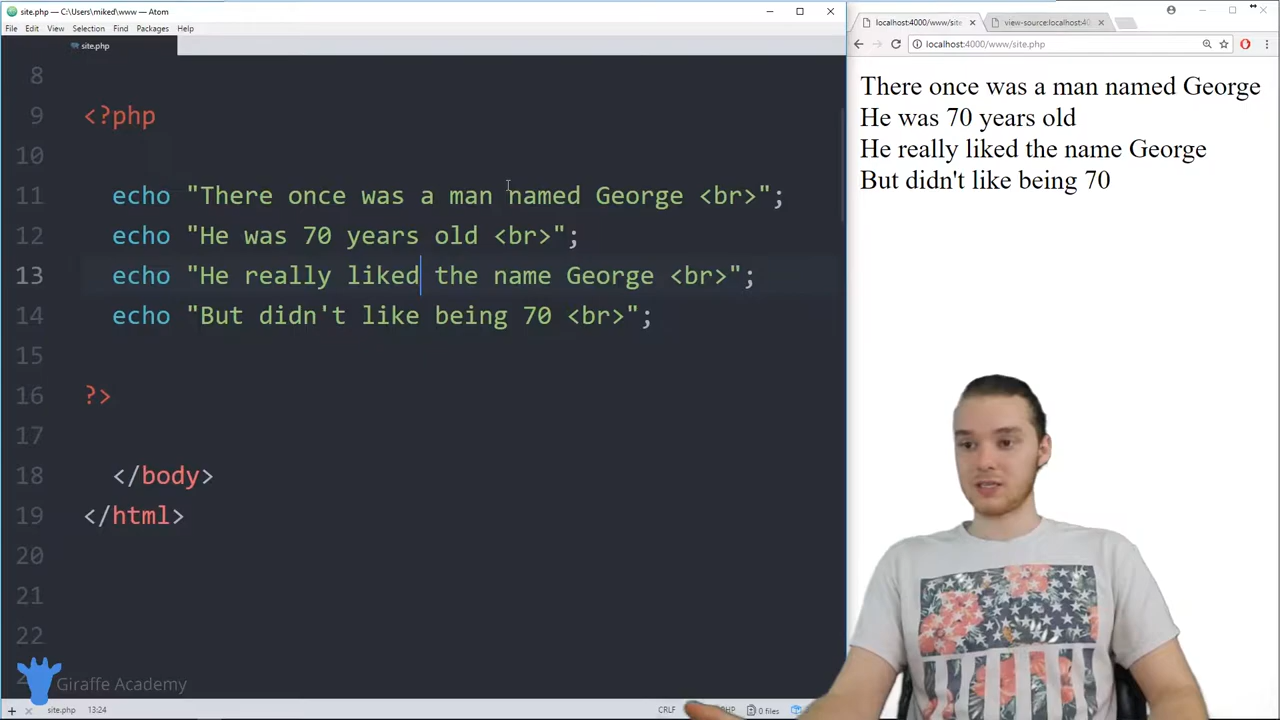 site.php — C:\Users\miked\www — Atom
File Edit View Selection Find Packages Help
site.php
8
9 <?php
10
11 echo "There once was a man named George <br>";
12 echo "He was 70 years old <br>";
13 echo "He really liked the name George <br>";
14 echo "But didn't like being 70 <br>";
15
16 ?>
17
18 </body>
19 </html>
20
21
22
Giraffe Academy
site.php 13:24 CRLF 0 files
localhost:4000/www/site view-source:localhost:40
localhost:4000/www/site.php
There once was a man named George
He was 70 years old
He really liked the name George
But didn't like being 70